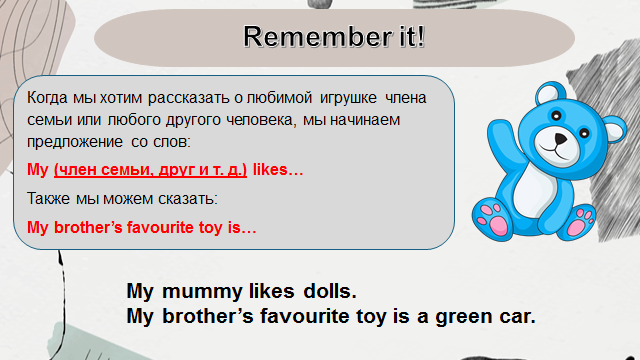 Remember it!
Когда мы хотим рассказать о любимой игрушке члена
семьи или любого другого человека, мы начинаем
предложение со слов:
My (член семьи, друг и т. д.) likes…
Также мы можем сказать:
My brother’s favourite toy is…
My mummy likes dolls.
My brother’s favourite toy is a green car.